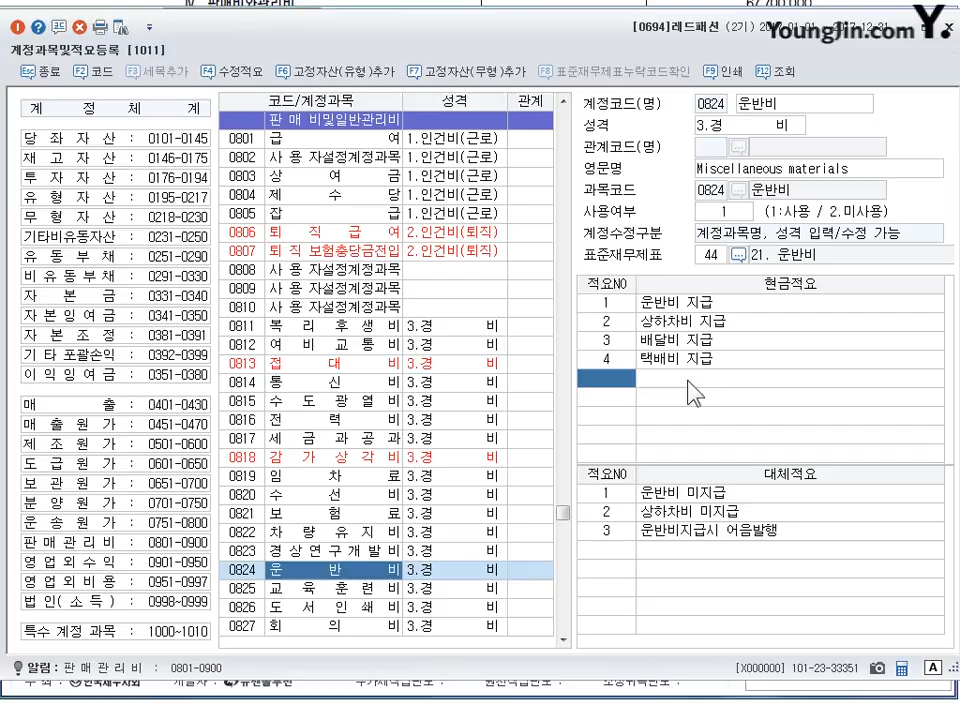 Younglin.com
[0694]레드패션 (2기)
계정과목및적요등록 [1011]
Esc 종료 F2 코드 F3 세목추가 F4 수정적요 F6 고정자산(유형)추가 F7 고정자산(무형)추가 F8 표준재무제표누락코드확인 F9 인쇄 F12 조회
계 정 체 계
당 좌 자 산 : 0101-0145
재 고 자 산 : 0146-0175
투 자 자 산 : 0176-0194
유 형 자 산 : 0195-0217
무 형 자 산 : 0218-0230
기타비유동자산 : 0231-0250
유 동 부 채 : 0251-0290
비 유 동 부 채 : 0291-0330
자 본 금 : 0331-0340
자 본 잉 여 금 : 0341-0350
자 본 조 정 : 0381-0391
기 타 포괄손익 : 0392-0399
이 익 잉 여 금 : 0351-0380
매 출 : 0401-0430
매 출 원 가 : 0451-0470
제 조 원 가 : 0501-0600
도 급 원 가 : 0601-0650
보 관 원 가 : 0651-0700
분 양 원 가 : 0701-0750
운 송 원 가 : 0751-0800
판 매 관 리 비 : 0801-0900
영 업 외 수 익 : 0901-0950
영 업 외 비 용 : 0951-0997
법 인( 소 득 ) : 0998~0999
특수 계정 과목 : 1000~1010
코드/계정과목 성격 관계
판 매 비및일반관리비
0801 급 여 1.인건비(근로)
0802 사 용 자설정계정과목 1.인건비(근로)
0803 상 여 금 1.인건비(근로)
0804 제 수 당 1.인건비(근로)
0805 잡 급 1.인건비(근로)
0806 퇴 직 급 여 2.인건비(퇴직)
0807 퇴 직 보험충당금전입 2.인건비(퇴직)
0808 사 용 자설정계정과목
0809 사 용 자설정계정과목
0810 사 용 자설정계정과목
0811 복 리 후 생 비 3.경 비
0812 여 비 교 통 비 3.경 비
0813 접 대 비 3.경 비
0814 통 신 비 3.경 비
0815 수 도 광 열 비 3.경 비
0816 전 력 비 3.경 비
0817 세 금 과 공 과 3.경 비
0818 감 가 상 각 비 3.경 비
0819 임 차 료 3.경 비
0820 수 선 비 3.경 비
0821 보 험 료 3.경 비
0822 차 량 유 지 비 3.경 비
0823 경 상 연 구 개 발 비 3.경 비
0824 운 반 비 3.경 비
0825 교 육 훈 련 비 3.경 비
0826 도 서 인 쇄 비 3.경 비
0827 회 의 비 3.경 비
계정코드(명) 0824 운반비
성격 3.경 비
관계코드(명)
영문명 Miscellaneous materials
과목코드 0824 운반비
사용여부 1 (1:사용 / 2.미사용)
계정수정구분 계정과목명, 성격 입력/수정 가능
표준재무제표 44 21. 운반비
적요NO 현금적요
1 운반비 지급
2 상하차비 지급
3 배달비 지급
4 택배비 지급
적요NO 대체적요
1 운반비 미지급
2 상하차비 미지급
3 운반비지급시 어음발행
알림 : 판 매 관 리 비 : 0801-0900
[X000000] 101-23-33351 A